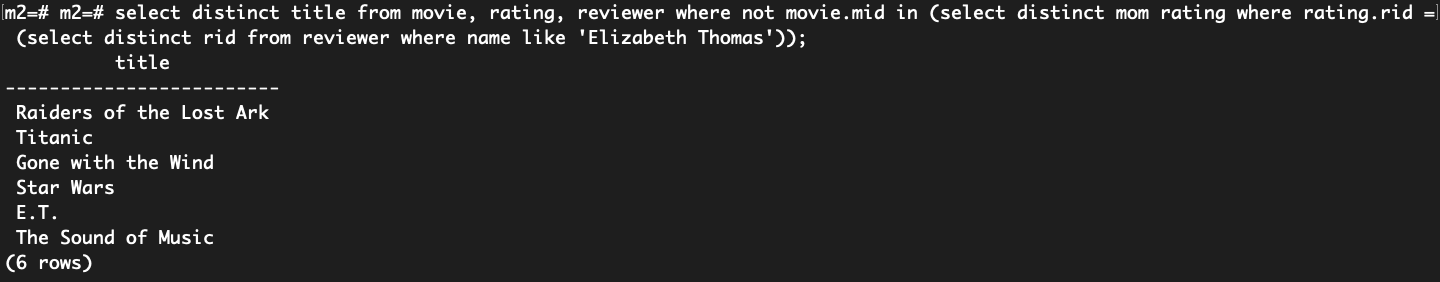 [m2=# m2=# select distinct title from movie, rating, reviewer where not movie.mid in (select distinct mom rating where rating.rid =]
 (select distinct rid from reviewer where name like 'Elizabeth Thomas'));
          title
-------------------------
 Raiders of the Lost Ark
 Titanic
 Gone with the Wind
 Star Wars
 E.T.
 The Sound of Music
(6 rows)